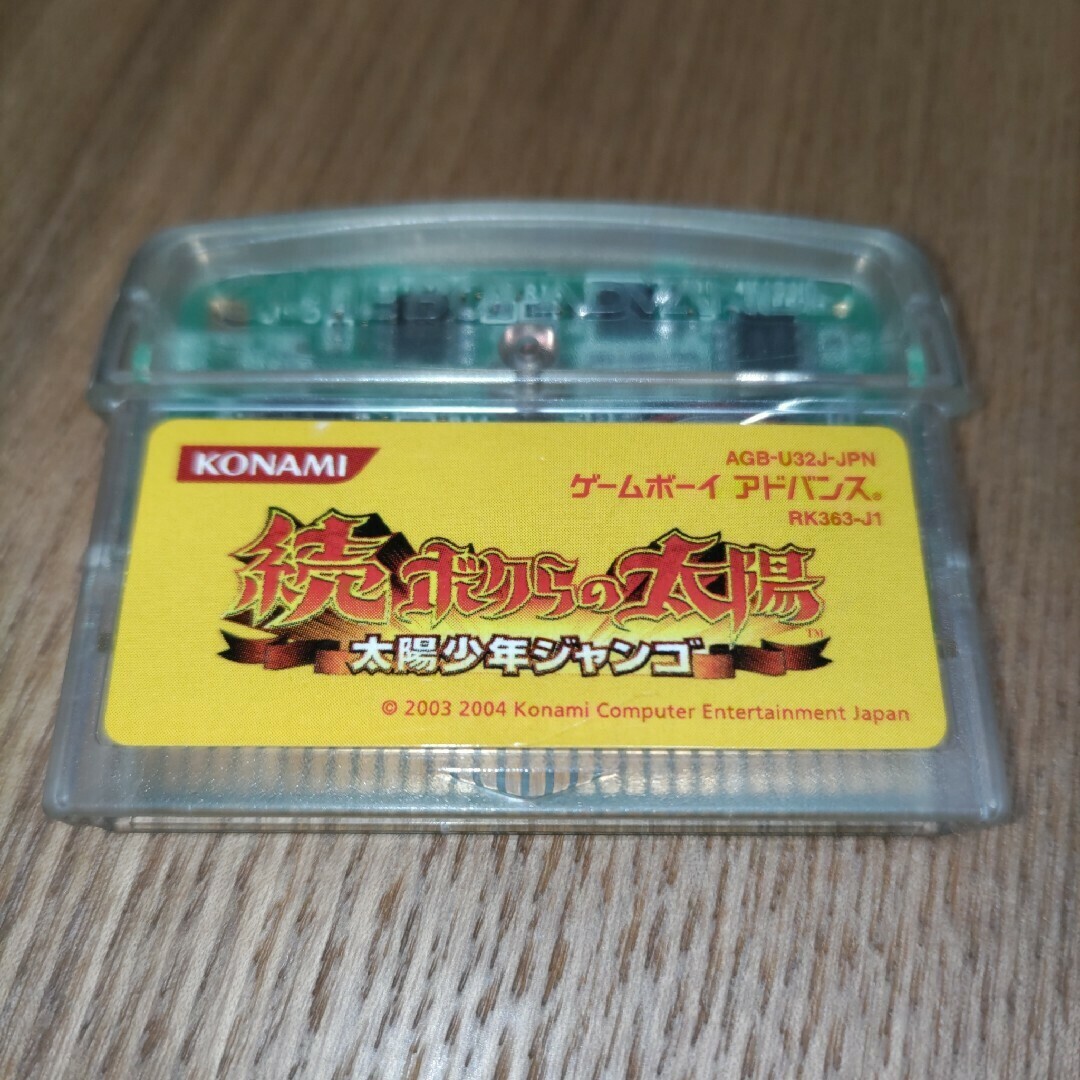 KONAMI
AGB-U32J-JPN
ゲームボーイ アドバンス®
RK363-J1
続 ボクらの太陽™
太陽少年ジャンゴ
© 2003 2004 Konami Computer Entertainment Japan